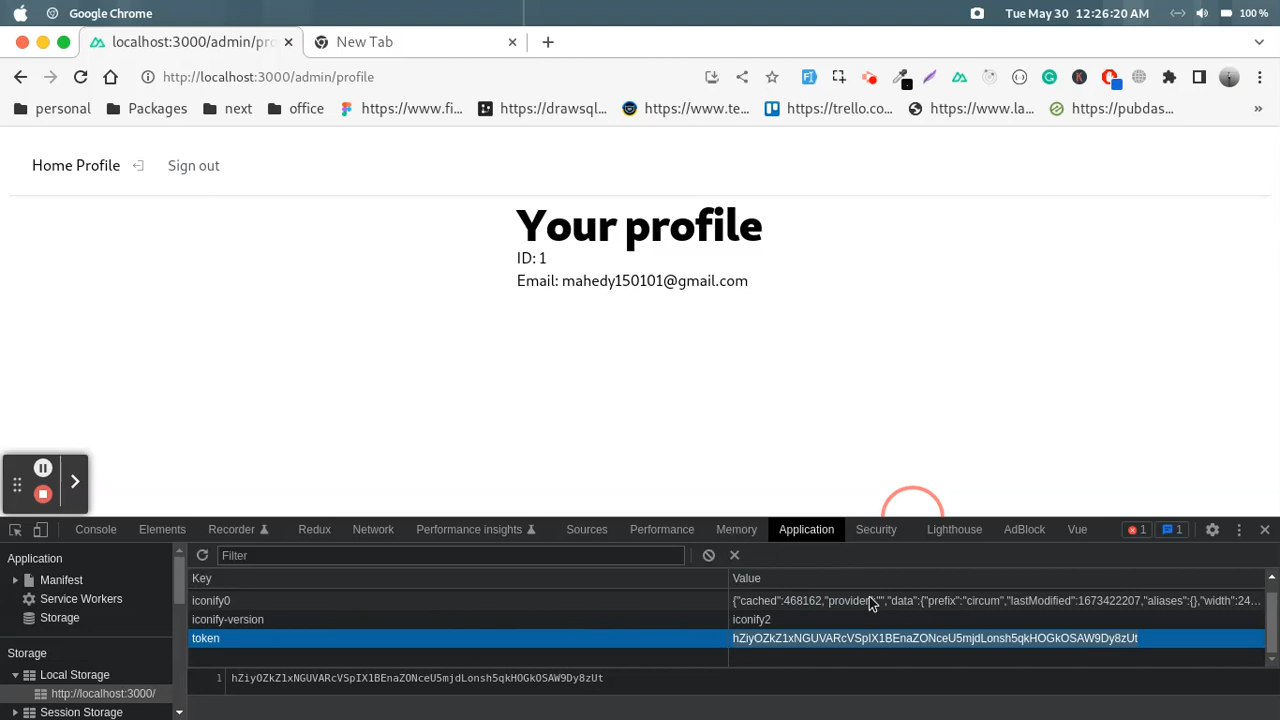 Google Chrome
Tue May 30 12:26:20 AM
100 %
localhost:3000/admin/pro
New Tab
http://localhost:3000/admin/profile
personal
Packages
next
office
https://www.fi...
https://drawsql...
https://www.te...
https://trello.co...
https://www.la...
https://pubdas...
»
Home Profile
Sign out
Your profile
ID: 1
Email: mahedy150101@gmail.com
Console
Elements
Recorder
Redux
Network
Performance insights
Sources
Performance
Memory
Application
Security
Lighthouse
AdBlock
Vue
1
1
Application
Filter
Manifest
Service Workers
Storage
Key
Value
iconify0
{"cached":468162,"provider":"","data":{"prefix":"circum","lastModified":1673422207,"aliases":{},"width":24...
iconify-version
iconify2
token
hZiyOZkZ1xNGUVARcVSpIX1BEnaZONceU5mjdLonsh5qkHOGkOSAW9Dy8zUt
Storage
Local Storage
http://localhost:3000/
Session Storage
1
hZiyOZkZ1xNGUVARcVSpIX1BEnaZONceU5mjdLonsh5qkHOGkOSAW9Dy8zUt